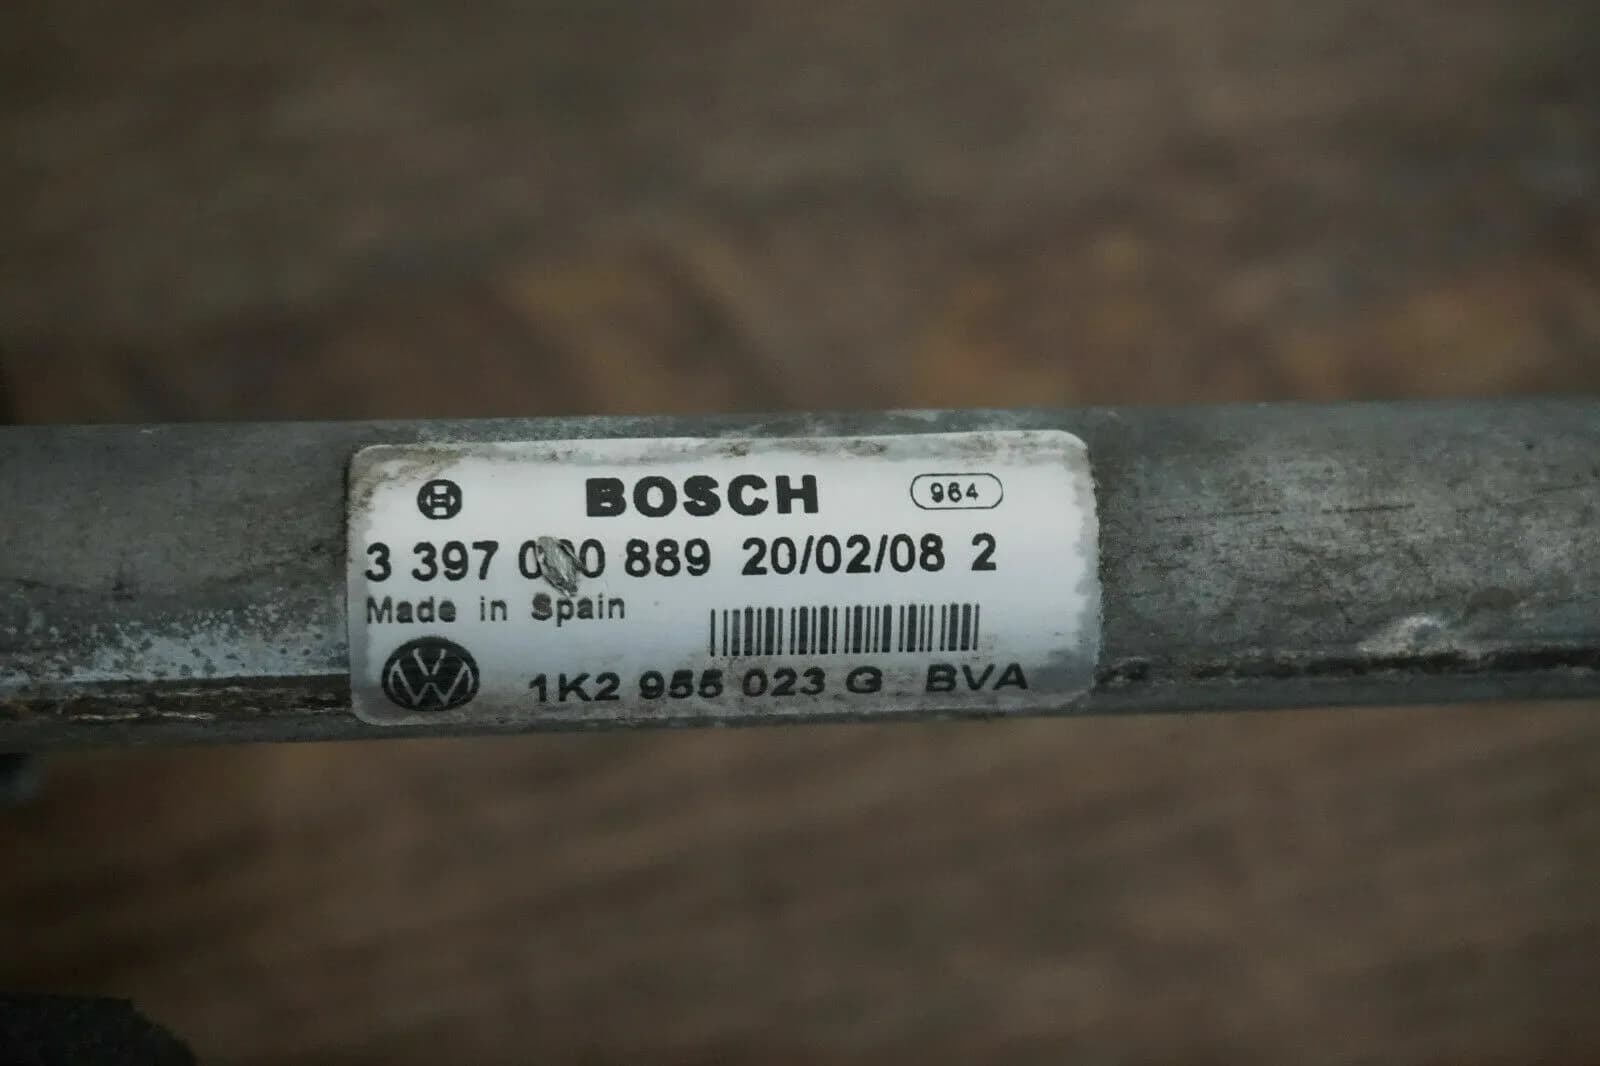 BOSCH 964
3 397 889 20/02/08 2
Made in Spain
1K2 955 023 G BVA